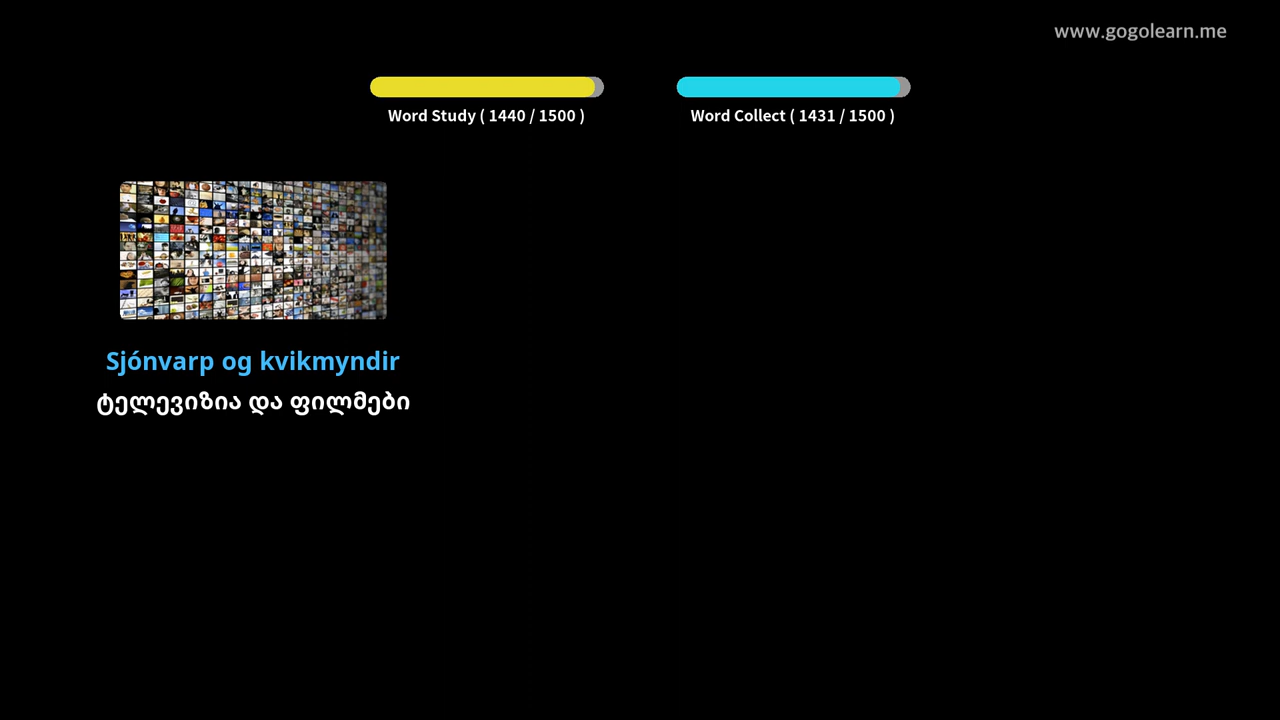 www.gogolearn.me
Word Study ( 1440 / 1500 )
Word Collect ( 1431 / 1500 )
Sjónvarp og kvikmyndir
ტელევიზია და ფილმები